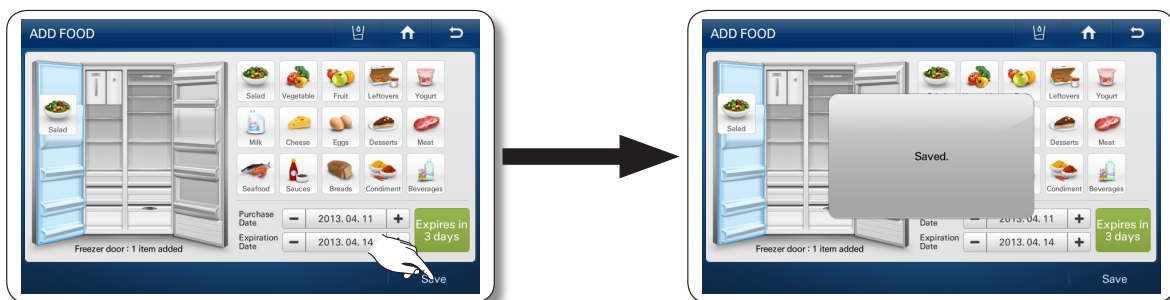 ADD FOOD
Salad
Salad Vegetable Fruit Leftovers Yogurt
Milk Cheese Eggs Desserts Meat
Seafood Sauces Breads Condiment Beverages
Purchase
Date
2013. 04. 11
Expiration
Date
2013. 04. 14
Expires in
3 days
Freezer door : 1 item added
Save
ADD FOOD
Salad
Leftovers Yogurt
Desserts Meat
Condiment Beverages
Saved.
Date
2013. 04. 11
Expiration
Date
2013. 04. 14
Expires in
3 days
Freezer door : 1 item added
Save